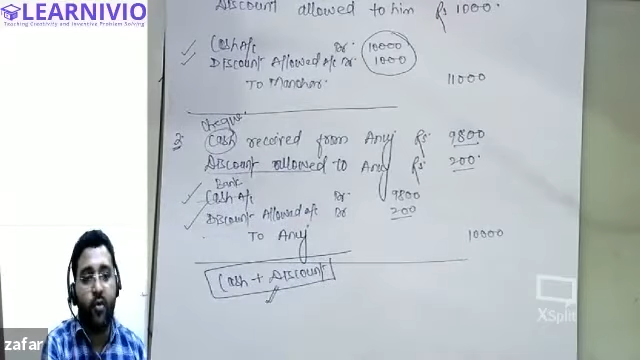 LEARNIVIO
Teaching Creativity and Inventive Problem Solving
Discount allowed to him Rs 1000.
Cash A/c Dr 10000
Discount Allowed A/c Dr 1000
To Manohar 11000
Cheque
2. Cash received from Anuj Rs. 9800
Discount allowed to Anuj Rs 200.
Bank
Cash A/c Dr 9800
Discount Allowed A/c Dr 200
To Anuj 10000
Cash + Discount
zafar
XSplit